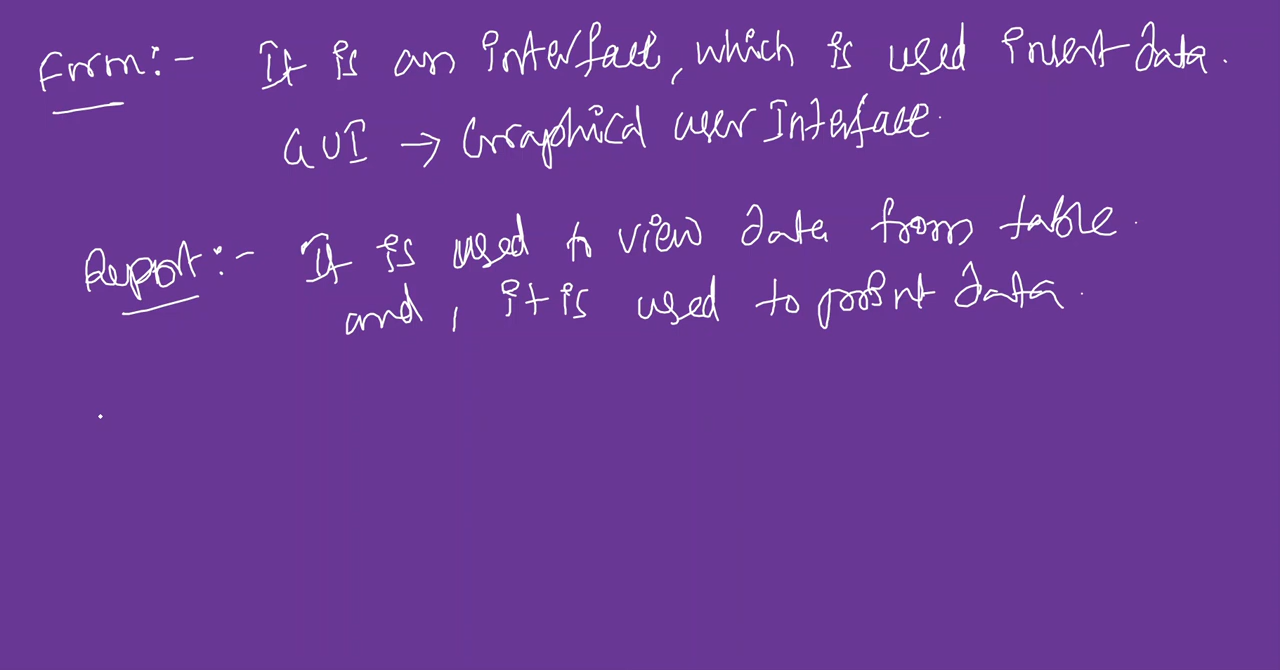 Form:- It is an interface, which is used insert data.
GUI → Graphical user Interface.
Report:- It is used to view data from table.
and, it is used to print data.